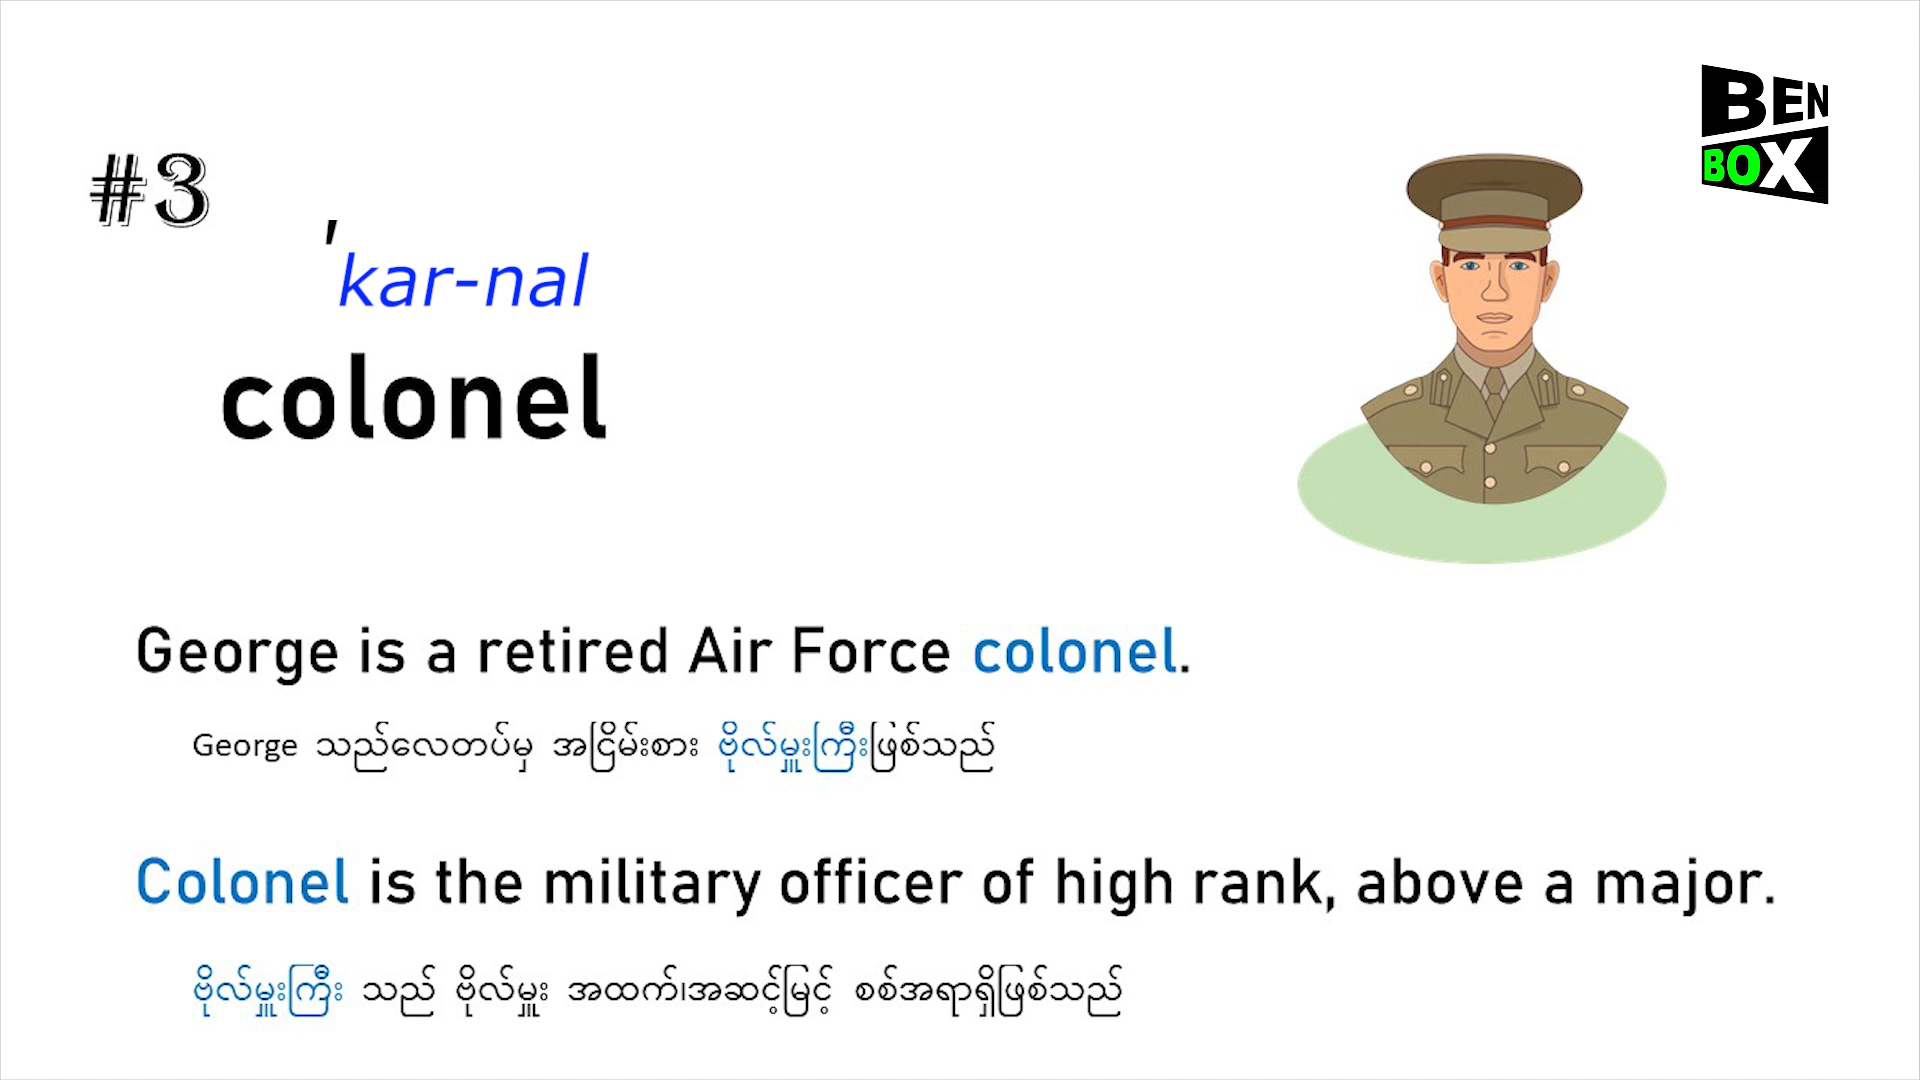 #3
BEN
BOX
'kar-nal
colonel
George is a retired Air Force colonel.
George သည်လေတပ်မှ အငြိမ်းစား ဗိုလ်မှူးကြီးဖြစ်သည်
Colonel is the military officer of high rank, above a major.
ဗိုလ်မှူးကြီး သည် ဗိုလ်မှူး အထက်၊အဆင့်မြင့် စစ်အရာရှိဖြစ်သည်